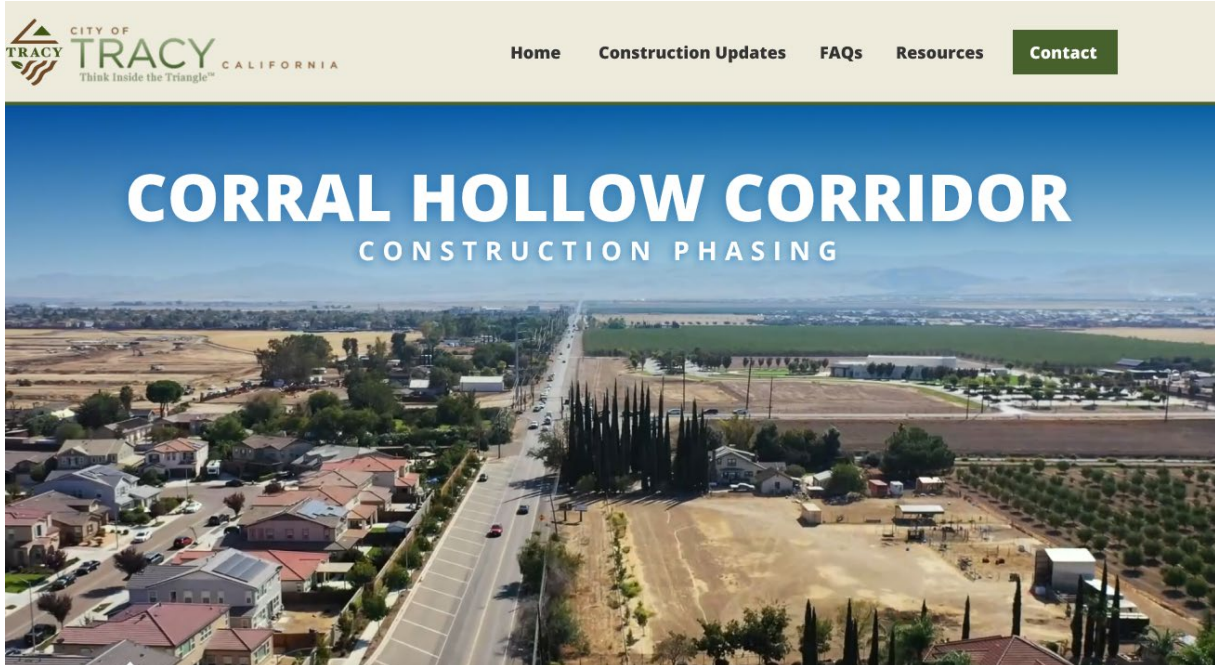 CITY OF
TRACY
TRACY
CALIFORNIA
Think Inside the Triangle™
Home
Construction Updates
FAQs
Resources
Contact
CORRAL HOLLOW CORRIDOR
CONSTRUCTION PHASING